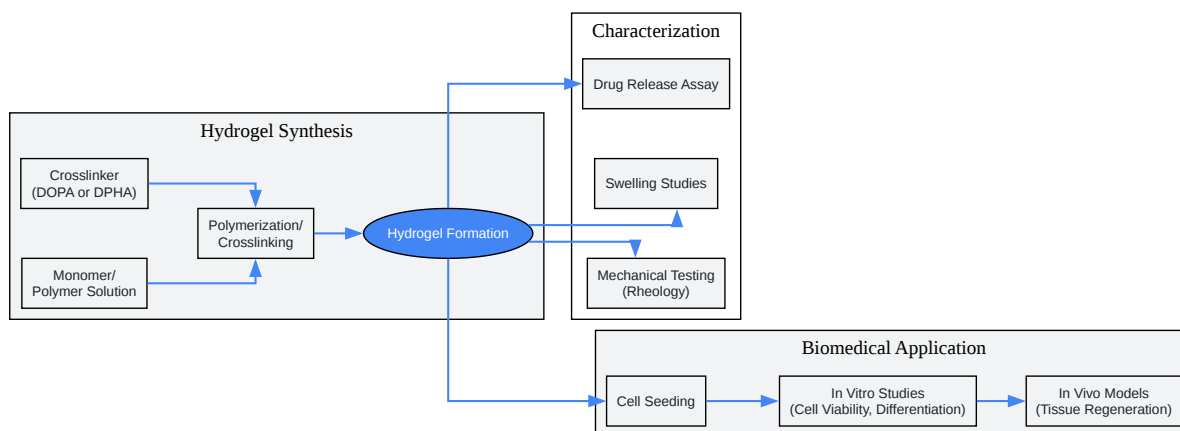 Hydrogel Synthesis
Crosslinker
(DOPA or DPHA)
Monomer/
Polymer Solution
Polymerization/
Crosslinking
Hydrogel Formation
Characterization
Drug Release Assay
Swelling Studies
Mechanical Testing
(Rheology)
Biomedical Application
Cell Seeding
In Vitro Studies
(Cell Viability, Differentiation)
In Vivo Models
(Tissue Regeneration)